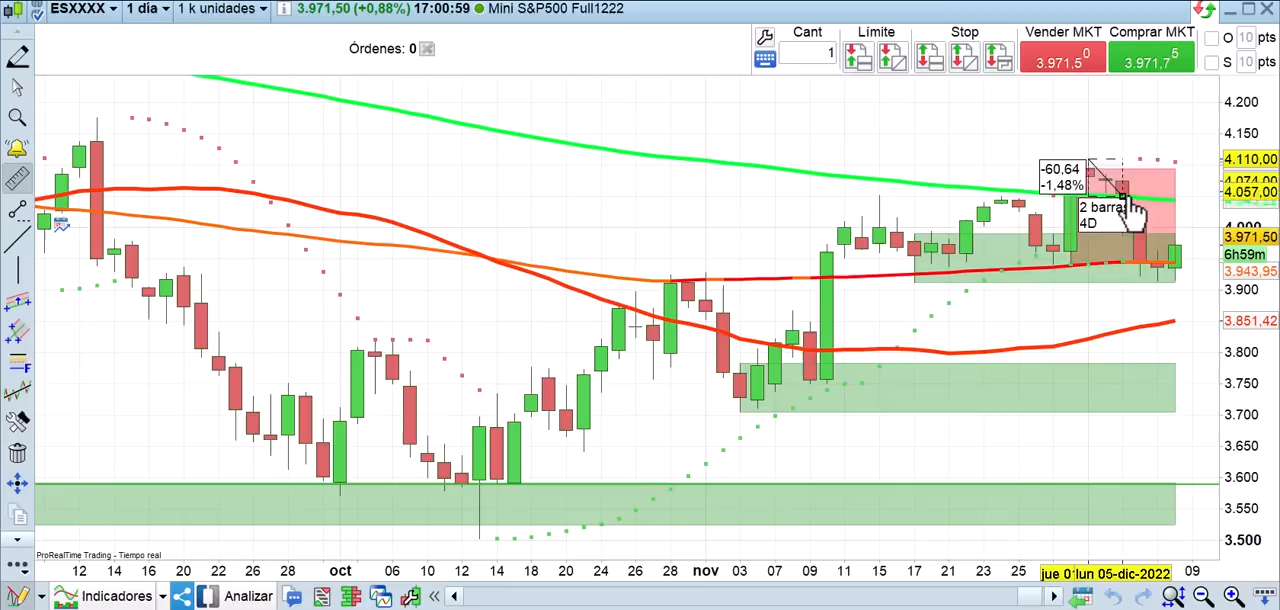 ESXXXX 1 día 1 k unidades 3.971,50 (+0,88%) 17:00:59 Mini S&P500 Full1222
Órdenes: 0
Cant Límite Stop Vender MKT Comprar MKT
1
3.971,5 0
3.971,7 5
O 10 pts
S 10 pts
4.200
4.150
4.110,00
4.074,00
4.057,00
3.971,50
6h59m
3.943,95
3.900
3.851,42
3.800
3.750
3.700
3.650
3.600
3.550
3.500
-60,64
-1,48%
2 barras
4D
ProRealTime Trading - Tiempo real
12 14 16 20 22 26 28 oct 06 10 12 14 18 20 24 26 28 nov 03 07 09 11 15 17 21 23 25 jue 01 lun 05-dic-2022 09
Indicadores Analizar